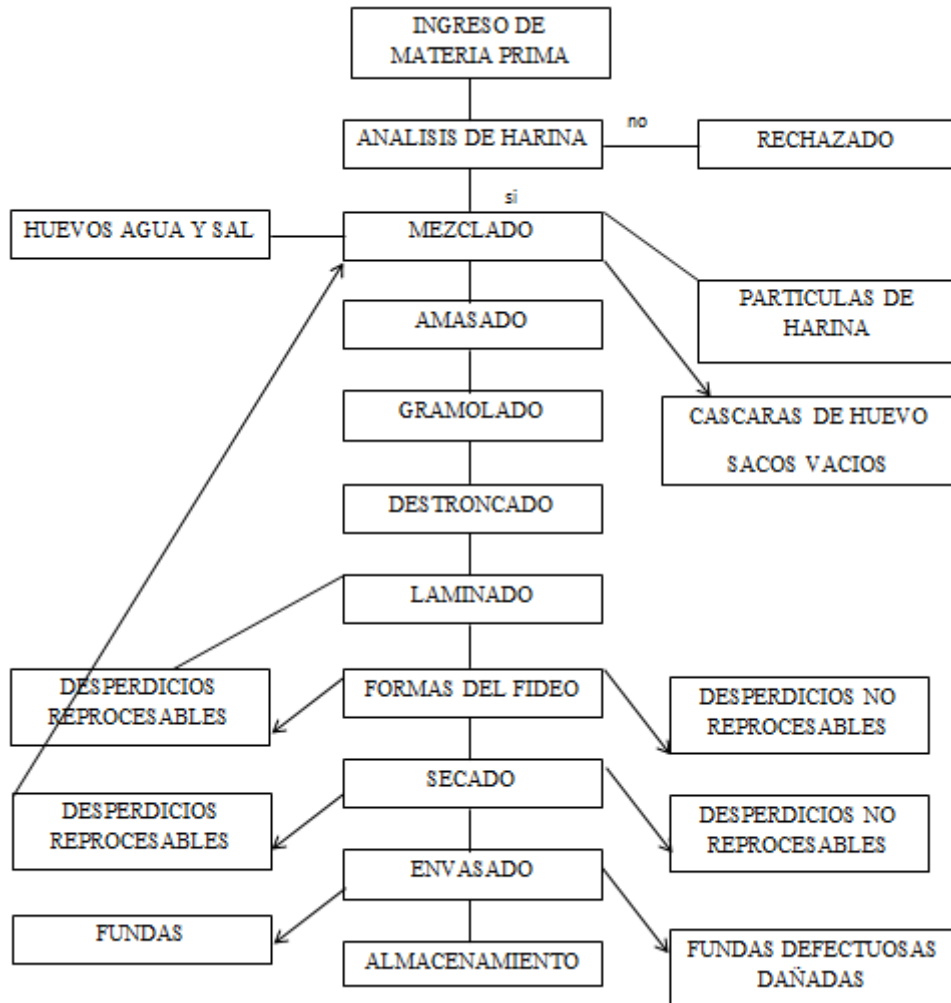 INGRESO DE
MATERIA PRIMA
ANALISIS DE HARINA
no
RECHAZADO
si
HUEVOS AGUA Y SAL
MEZCLADO
PARTICULAS DE
HARINA
AMASADO
CASCARAS DE HUEVO
SACOS VACIOS
GRAMOLADO
DESTRONCADO
LAMINADO
DESPERDICIOS
REPROCESABLES
FORMAS DEL FIDEO
DESPERDICIOS NO
REPROCESABLES
DESPERDICIOS
REPROCESABLES
SECADO
DESPERDICIOS NO
REPROCESABLES
ENVASADO
FUNDAS
FUNDAS DEFECTUOSAS
DAÑADAS
ALMACENAMIENTO